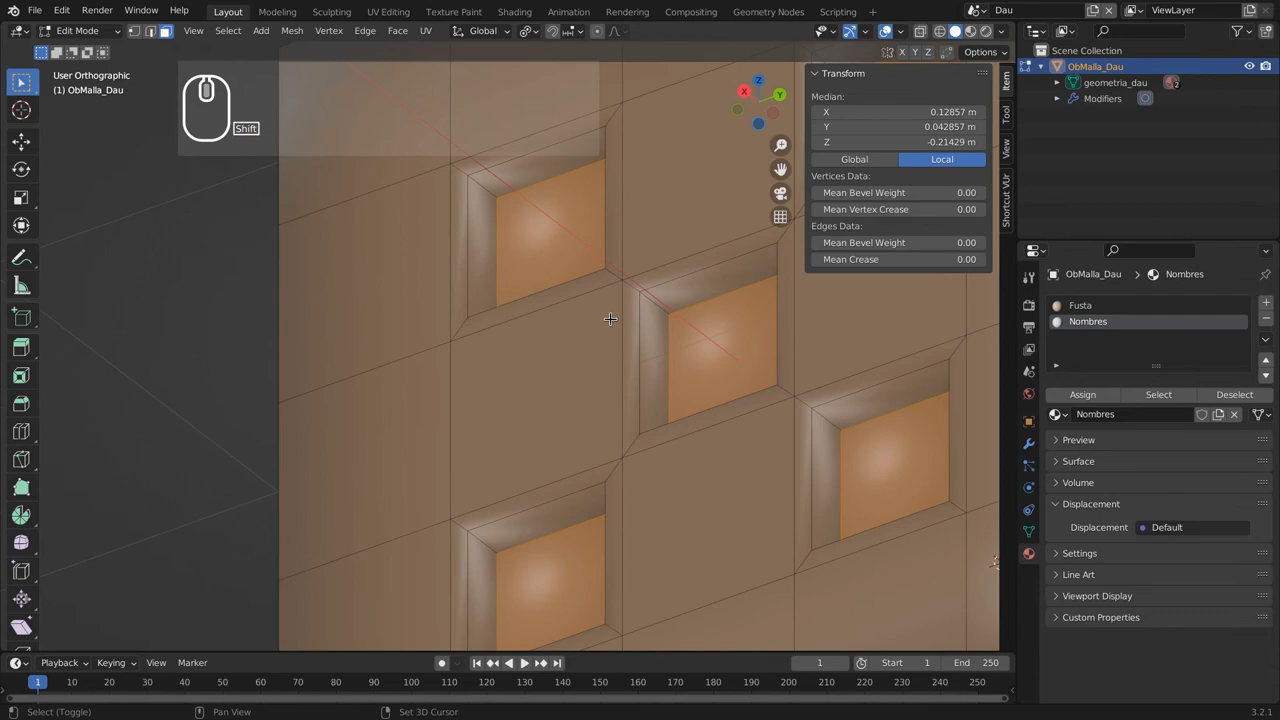 File Edit Render Window Help Layout Modeling Sculpting UV Editing Texture Paint Shading Animation Rendering Compositing Geometry Nodes Scripting Dau ViewLayer
Edit Mode View Select Add Mesh Vertex Edge Face UV Global
X Y Z Options
User Orthographic
(1) ObMalla_Dau
Shift
X Y Z
Transform
Median:
X 0.12857 m
Y 0.042857 m
Z -0.21429 m
Global Local
Vertices Data:
Mean Bevel Weight 0.00
Mean Vertex Crease 0.00
Edges Data:
Mean Bevel Weight 0.00
Mean Crease 0.00
Item
Tool
View
Shortcut VUr
Scene Collection
ObMalla_Dau
geometria_dau 2
Modifiers
ObMalla_Dau Nombres
Fusta
Nombres
Assign Select Deselect
Nombres
Preview
Surface
Volume
Displacement
Displacement Default
Settings
Line Art
Viewport Display
Custom Properties
Playback Keying View Marker 1 Start 1 End 250
1 10 20 30 40 50 60 70 80 90 100 110 120 130 140 150 160 170 180 190 200 210 220 230 240 250
Select (Toggle) Pan View Set 3D Cursor 3.2.1